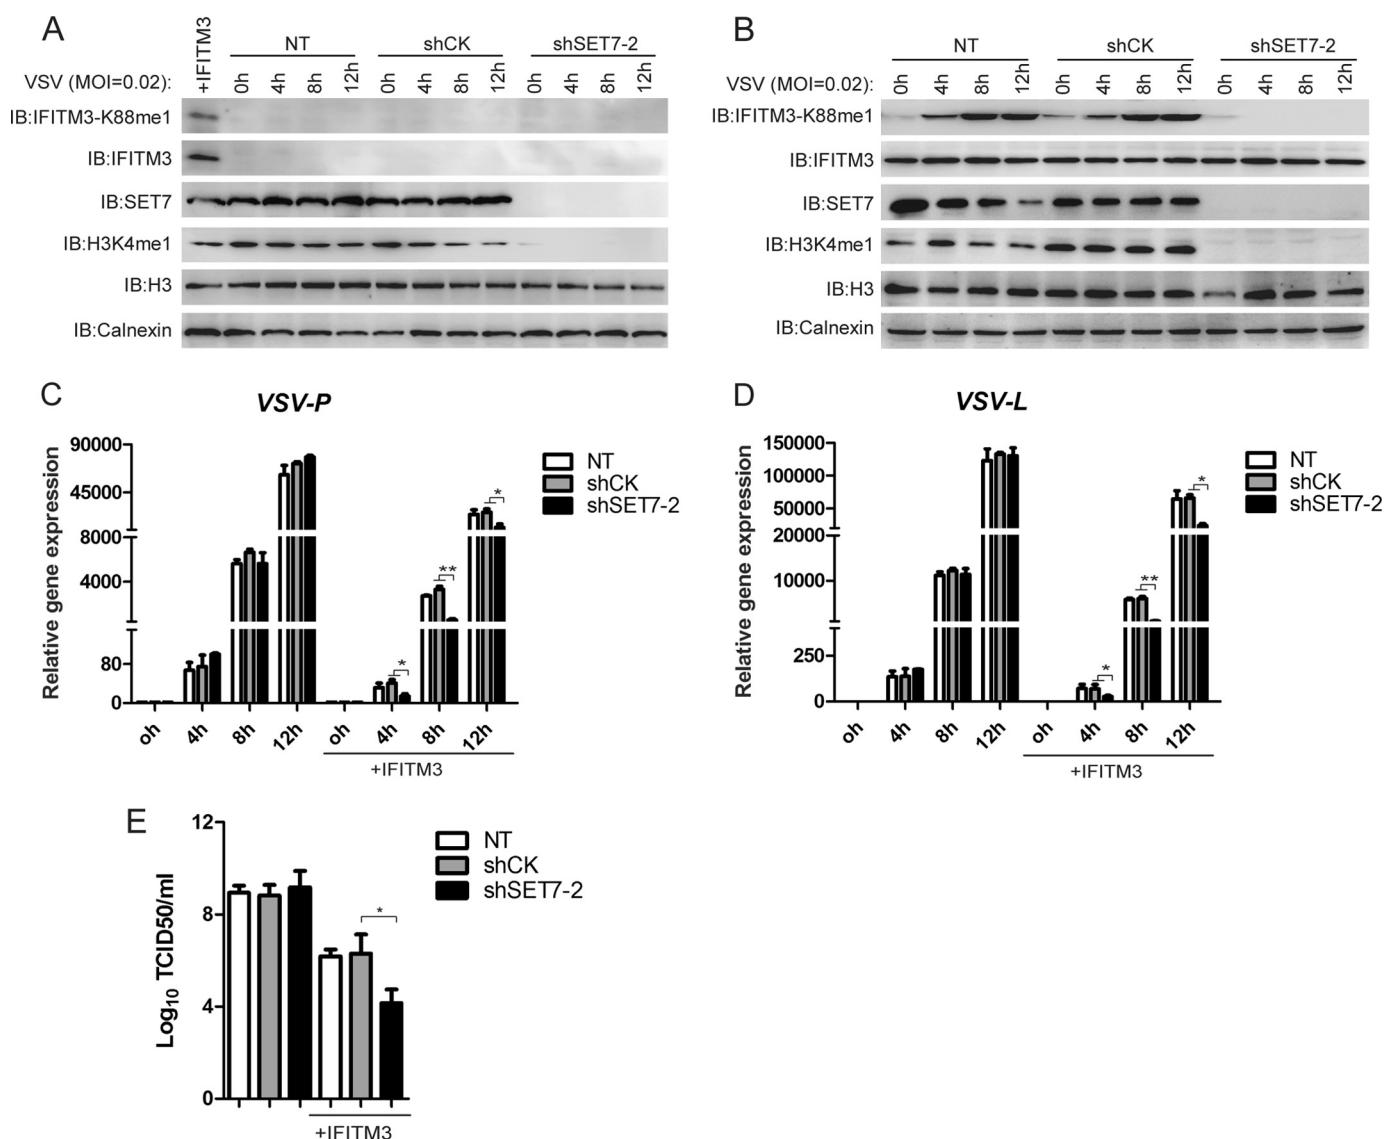 A
+IFITM3
NT
shCK
shSET7-2
VSV (MOI=0.02):
0h
4h
8h
12h
0h
4h
8h
12h
0h
4h
8h
12h
IB:IFITM3-K88me1
IB:IFITM3
IB:SET7
IB:H3K4me1
IB:H3
IB:Calnexin
B
NT
shCK
shSET7-2
VSV (MOI=0.02):
0h
4h
8h
12h
0h
4h
8h
12h
0h
4h
8h
12h
IB:IFITM3-K88me1
IB:IFITM3
IB:SET7
IB:H3K4me1
IB:H3
IB:Calnexin
C
VSV-P
Relative gene expression
90000
45000
8000
4000
80
0
NT
shCK
shSET7-2
*
**
*
oh
4h
8h
12h
oh
4h
8h
12h
+IFITM3
D
VSV-L
Relative gene expression
150000
100000
50000
20000
10000
250
0
NT
shCK
shSET7-2
*
**
*
oh
4h
8h
12h
oh
4h
8h
12h
+IFITM3
E
Log10 TCID50/ml
12
8
4
0
NT
shCK
shSET7-2
*
+IFITM3